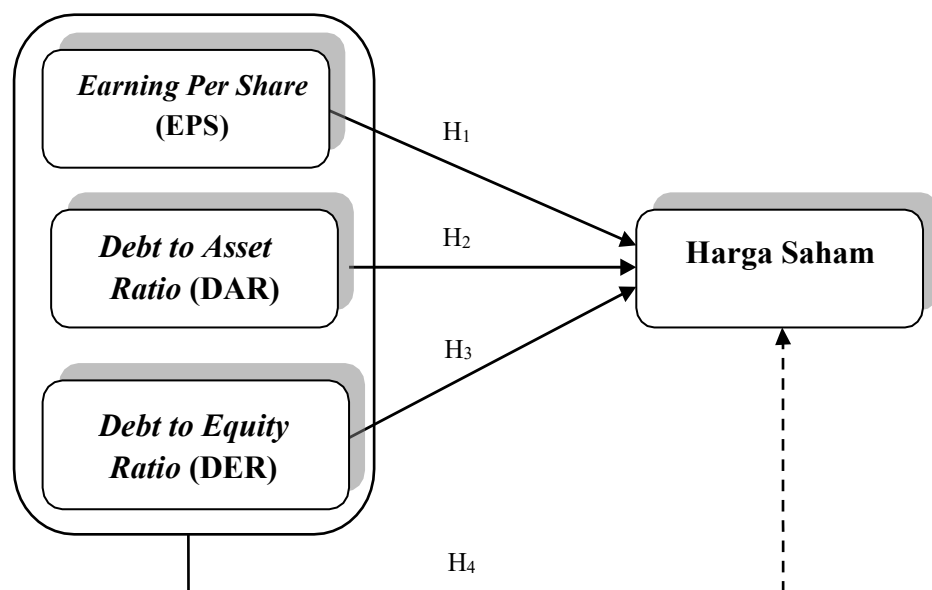 Earning Per Share
(EPS)
H1
Debt to Asset
Ratio (DAR)
H2
Harga Saham
H3
Debt to Equity
Ratio (DER)
H4